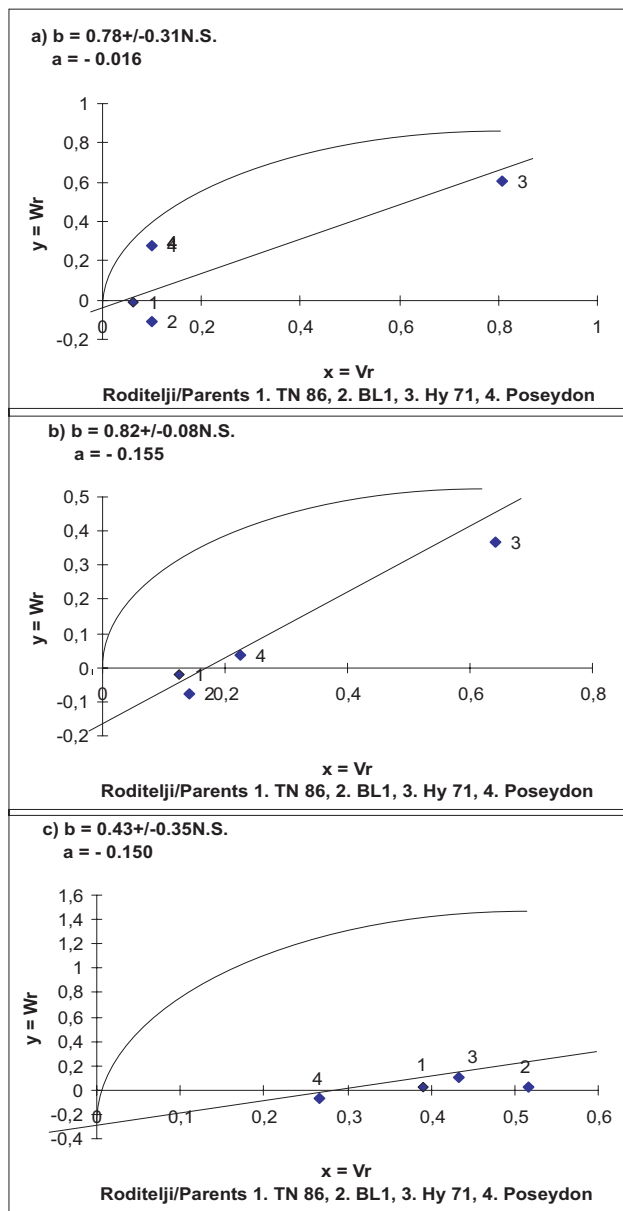 a) b = 0.78+/-0.31N.S.
a = - 0.016
1
0,8
0,6
0,4
0,2
0
-0,2
y = Wr
4
3
1
2
0 0,2 0,4 0,6 0,8 1
x = Vr
Roditelji/Parents 1. TN 86, 2. BL1, 3. Hy 71, 4. Poseydon
b) b = 0.82+/-0.08N.S.
a = - 0.155
0,5
0,4
0,3
0,2
0,1
0
-0,1
-0,2
y = Wr
3
4
1
2
0 0,2 0,4 0,6 0,8
x = Vr
Roditelji/Parents 1. TN 86, 2. BL1, 3. Hy 71, 4. Poseydon
c) b = 0.43+/-0.35N.S.
a = - 0.150
1,6
1,4
1,2
1
0,8
0,6
0,4
0,2
0
-0,2
-0,4
y = Wr
4
1
3
2
0 0,1 0,2 0,3 0,4 0,5 0,6
x = Vr
Roditelji/Parents 1. TN 86, 2. BL1, 3. Hy 71, 4. Poseydon